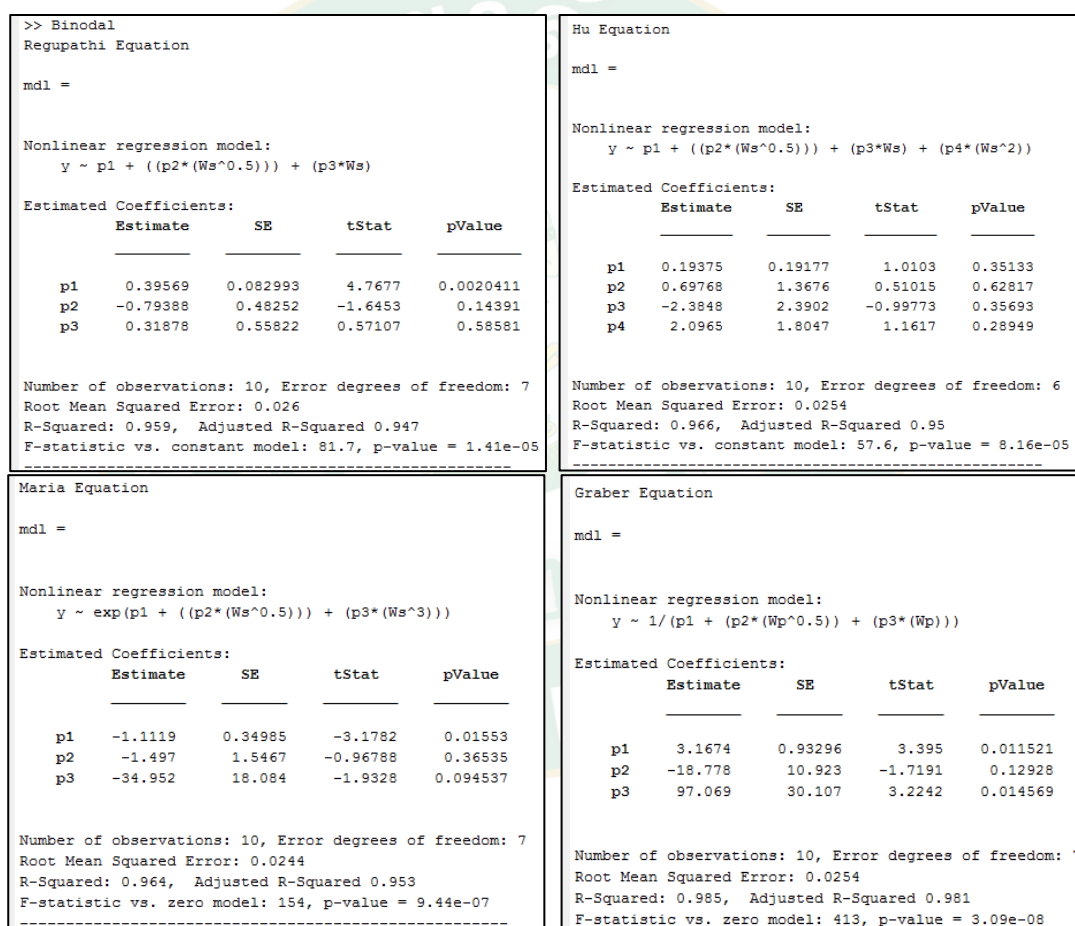 >> Binodal
Regupathi Equation
mdl =
Nonlinear regression model:
y ~ p1 + ((p2*(Ws^0.5))) + (p3*Ws)
Estimated Coefficients:
Estimate SE tStat pValue
p1 0.39569 0.082993 4.7677 0.0020411
p2 -0.79388 0.48252 -1.6453 0.14391
p3 0.31878 0.55822 0.57107 0.58581
Number of observations: 10, Error degrees of freedom: 7
Root Mean Squared Error: 0.026
R-Squared: 0.959, Adjusted R-Squared 0.947
F-statistic vs. constant model: 81.7, p-value = 1.41e-05
Hu Equation
mdl =
Nonlinear regression model:
y ~ p1 + ((p2*(Ws^0.5))) + (p3*Ws) + (p4*(Ws^2))
Estimated Coefficients:
Estimate SE tStat pValue
p1 0.19375 0.19177 1.0103 0.35133
p2 0.69768 1.3676 0.51015 0.62817
p3 -2.3848 2.3902 -0.99773 0.35693
p4 2.0965 1.8047 1.1617 0.28949
Number of observations: 10, Error degrees of freedom: 6
Root Mean Squared Error: 0.0254
R-Squared: 0.966, Adjusted R-Squared 0.95
F-statistic vs. constant model: 57.6, p-value = 8.16e-05
Maria Equation
mdl =
Nonlinear regression model:
y ~ exp(p1 + ((p2*(Ws^0.5))) + (p3*(Ws^3)))
Estimated Coefficients:
Estimate SE tStat pValue
p1 -1.1119 0.34985 -3.1782 0.01553
p2 -1.497 1.5467 -0.96788 0.36535
p3 -34.952 18.084 -1.9328 0.094537
Number of observations: 10, Error degrees of freedom: 7
Root Mean Squared Error: 0.0244
R-Squared: 0.964, Adjusted R-Squared 0.953
F-statistic vs. zero model: 154, p-value = 9.44e-07
Graber Equation
mdl =
Nonlinear regression model:
y ~ 1/(p1 + (p2*(Wp^0.5)) + (p3*(Wp)))
Estimated Coefficients:
Estimate SE tStat pValue
p1 3.1674 0.93296 3.395 0.011521
p2 -18.778 10.923 -1.7191 0.12928
p3 97.069 30.107 3.2242 0.014569
Number of observations: 10, Error degrees of freedom:
Root Mean Squared Error: 0.0254
R-Squared: 0.985, Adjusted R-Squared 0.981
F-statistic vs. zero model: 413, p-value = 3.09e-08